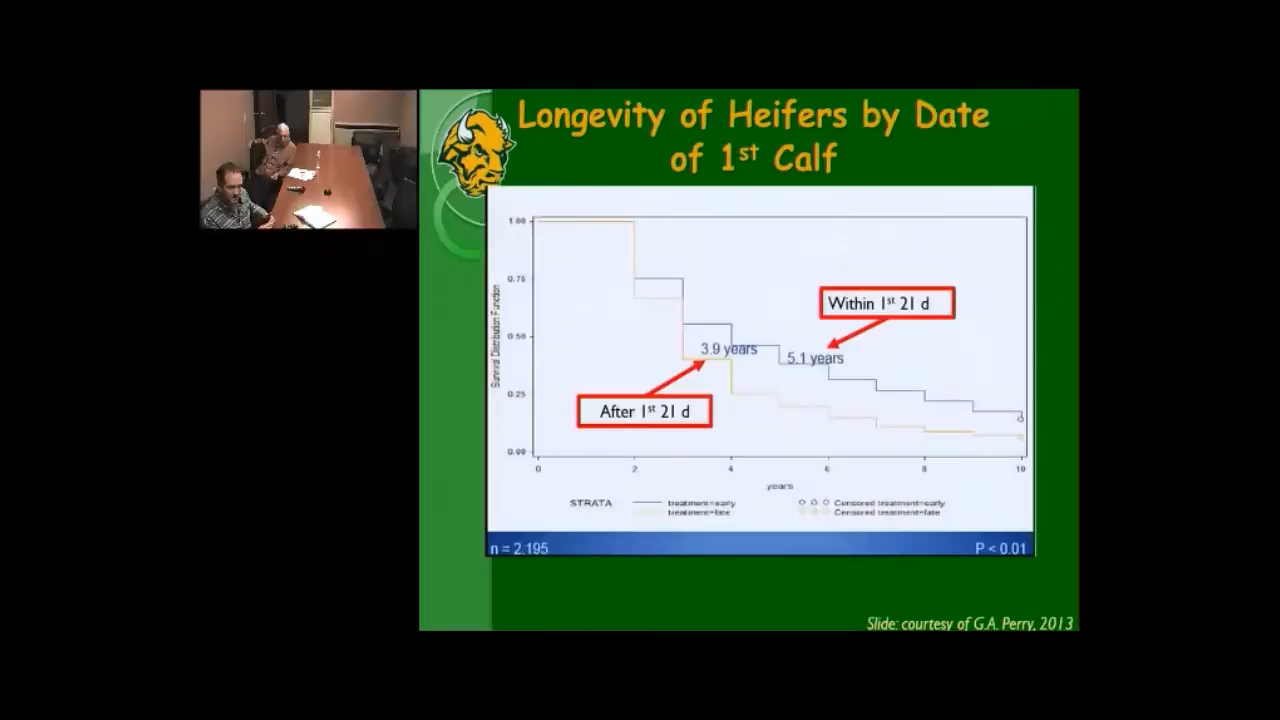 Longevity of Heifers by Date
of 1st Calf
1.00
0.75
0.50
0.25
0.00
Survival Distribution Function
Within 1st 21 d
3.9 years
5.1 years
After 1st 21 d
0 2 4 6 8 10
years
STRATA: treatment=early Censored treatment=early
treatment=late Censored treatment=late
n = 2,195 P < 0.01
Slide: courtesy of G.A. Perry, 2013